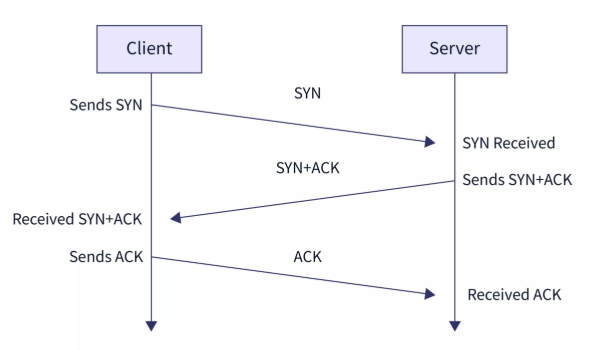 Client
Server
SYN
Sends SYN
SYN Received
SYN+ACK
Sends SYN+ACK
Received SYN+ACK
Sends ACK
ACK
Received ACK